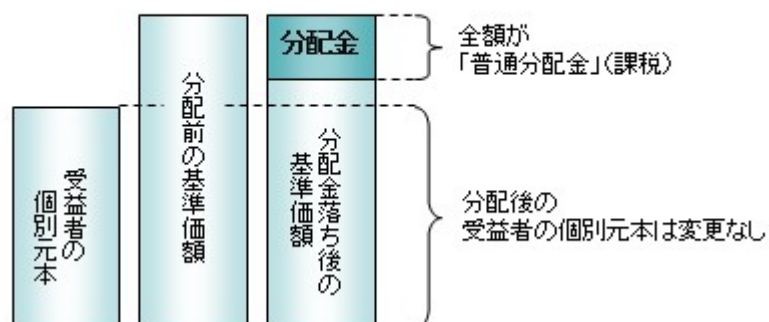 受益者の
個別元本
分配前の基準価額
分配金
分配金落ち後の
基準価額
全額が
「普通分配金」(課税)
分配後の
受益者の個別元本は変更なし